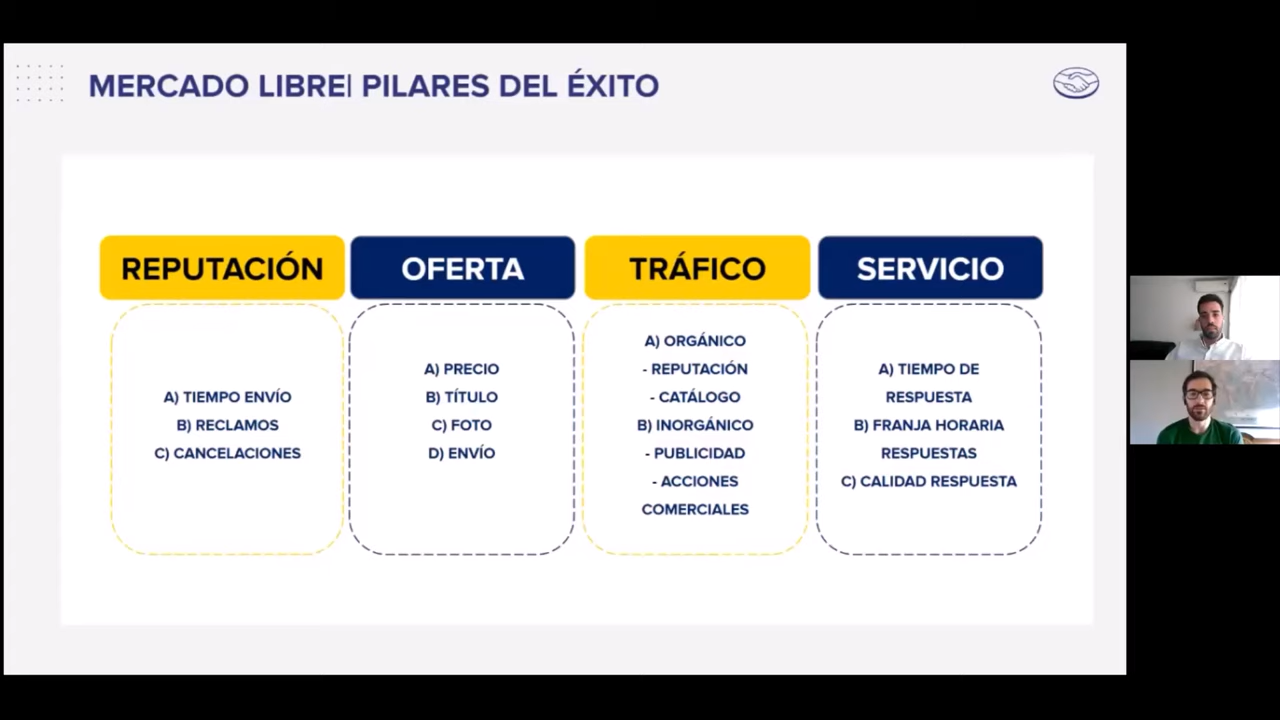 MERCADO LIBRE| PILARES DEL ÉXITO
REPUTACIÓN
A) TIEMPO ENVÍO
B) RECLAMOS
C) CANCELACIONES
OFERTA
A) PRECIO
B) TÍTULO
C) FOTO
D) ENVÍO
TRÁFICO
A) ORGÁNICO
- REPUTACIÓN
- CATÁLOGO
B) INORGÁNICO
- PUBLICIDAD
- ACCIONES
COMERCIALES
SERVICIO
A) TIEMPO DE
RESPUESTA
B) FRANJA HORARIA
RESPUESTAS
C) CALIDAD RESPUESTA